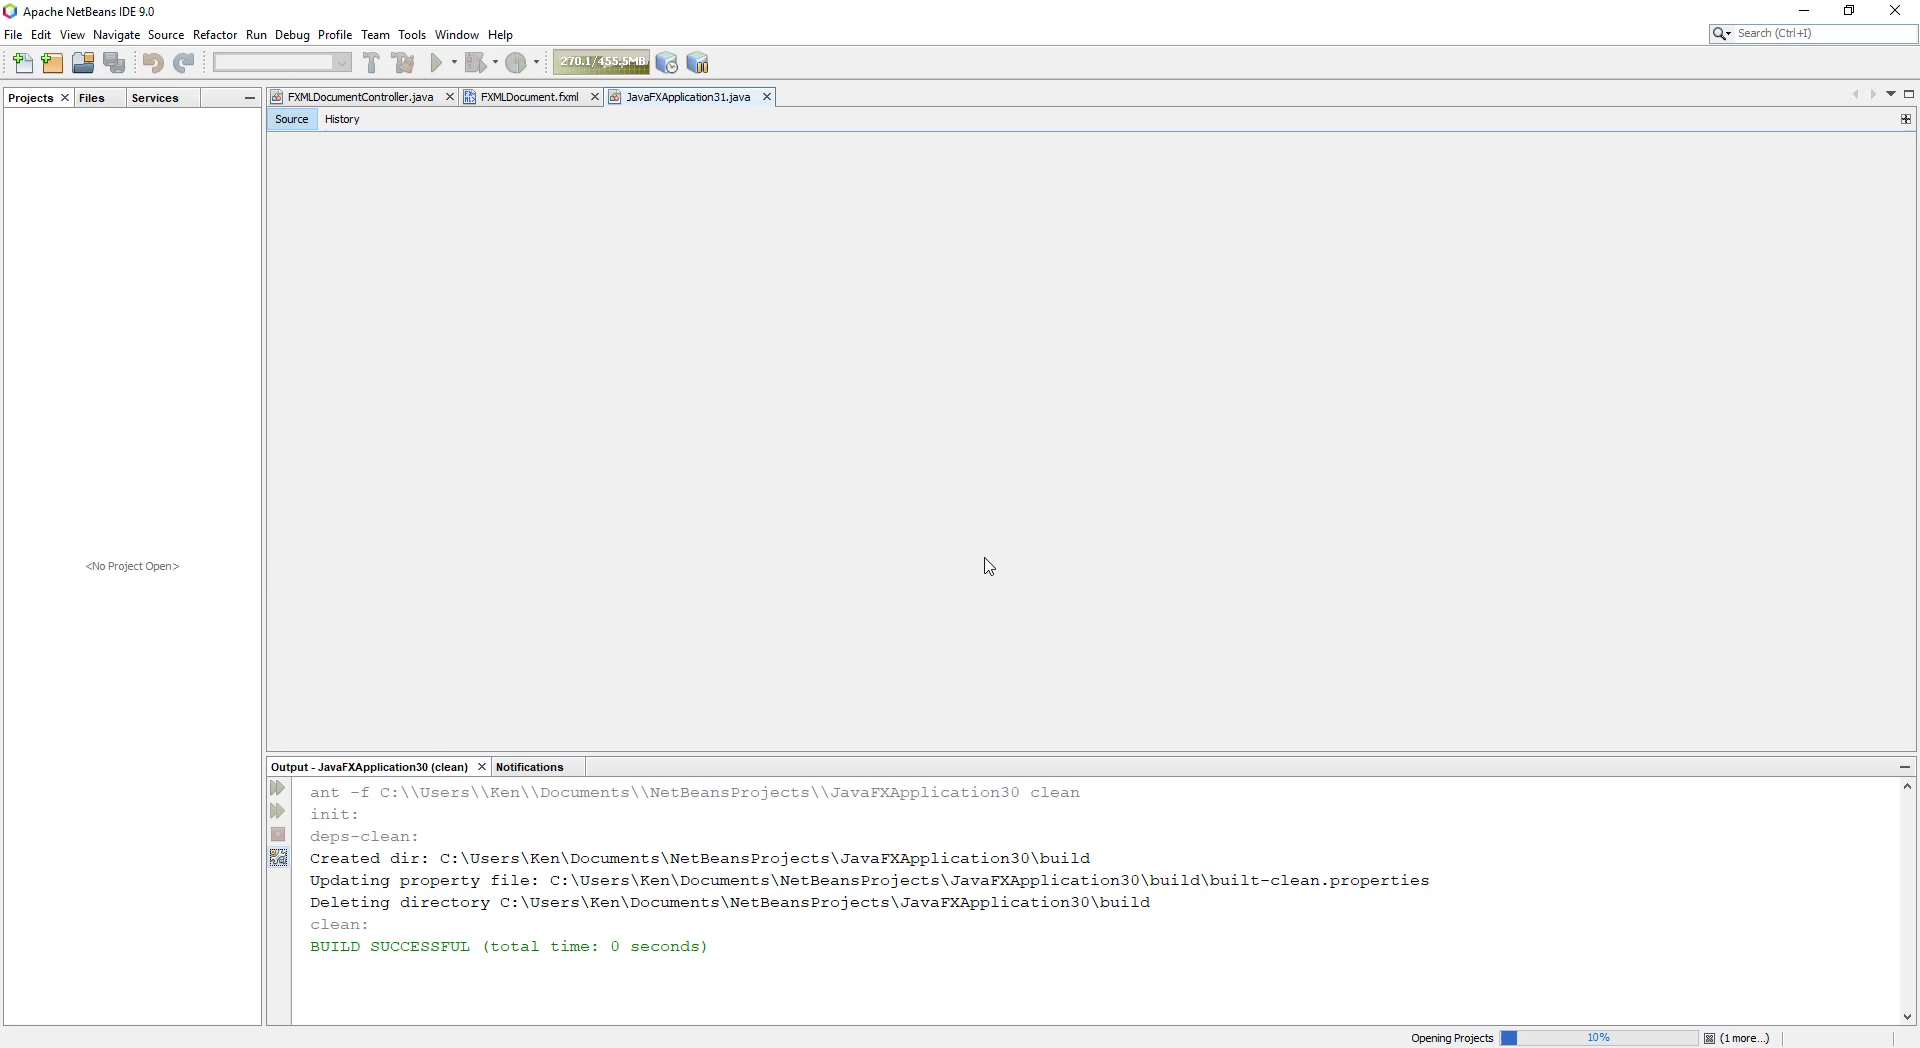 Apache NetBeans IDE 9.0
File Edit View Navigate Source Refactor Run Debug Profile Team Tools Window Help
Search (Ctrl+I)
270.1/455.5MB
Projects Files Services
FXMLDocumentController.java FXMLDocument.fxml JavaFXApplication31.java
Source History
<No Project Open>
Output - JavaFXApplication30 (clean) Notifications
ant -f C:\\Users\\Ken\\Documents\\NetBeansProjects\\JavaFXApplication30 clean
init:
deps-clean:
Created dir: C:\Users\Ken\Documents\NetBeansProjects\JavaFXApplication30\build
Updating property file: C:\Users\Ken\Documents\NetBeansProjects\JavaFXApplication30\build\built-clean.properties
Deleting directory C:\Users\Ken\Documents\NetBeansProjects\JavaFXApplication30\build
clean:
BUILD SUCCESSFUL (total time: 0 seconds)
Opening Projects 10% (1 more...)